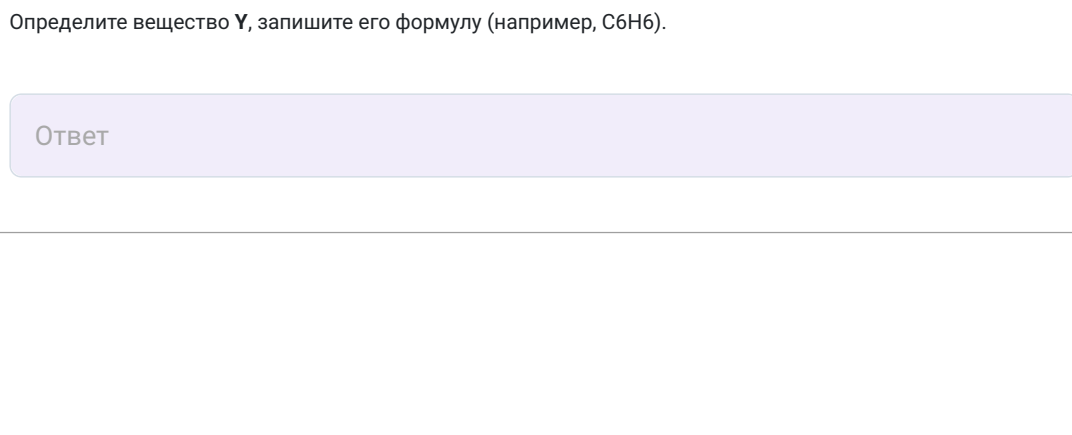 Определите вещество Y, запишите его формулу (например, C6H6).
Ответ